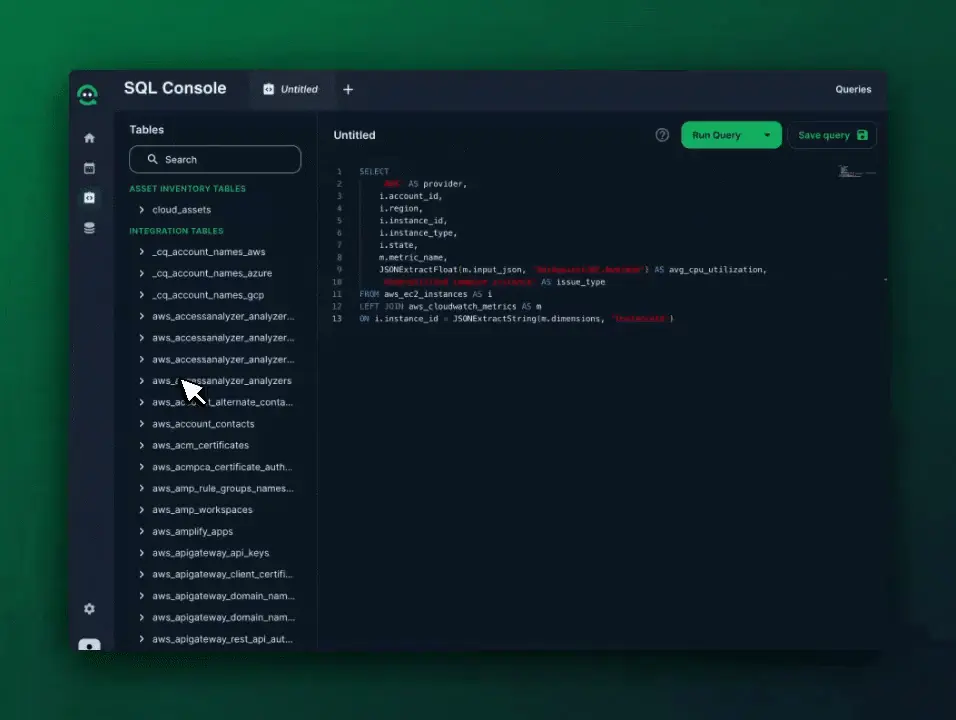 SQL Console
Untitled
+
Queries
Tables
Search
ASSET INVENTORY TABLES
cloud_assets
INTEGRATION TABLES
_cq_account_names_aws
_cq_account_names_azure
_cq_account_names_gcp
aws_accessanalyzer_analyzer...
aws_accessanalyzer_analyzer...
aws_accessanalyzer_analyzer...
aws_accessanalyzer_analyzers
aws_account_alternate_conta...
aws_account_contacts
aws_acm_certificates
aws_acmpca_certificate_auth...
aws_amp_rule_groups_names...
aws_amp_workspaces
aws_amplify_apps
aws_apigateway_api_keys
aws_apigateway_client_certifi...
aws_apigateway_domain_nam...
aws_apigateway_domain_nam...
aws_apigateway_rest_api_aut...
Untitled
Run Query
Save query
1 SELECT
2 AS provider,
3 i.account_id,
4 i.region,
5 i.instance_id,
6 i.instance_type,
7 i.state,
8 m.metric_name,
9 JSONExtractFloat(m.input_json, ) AS avg_cpu_utilization,
10 AS issue_type
11 FROM aws_ec2_instances AS i
12 LEFT JOIN aws_cloudwatch_metrics AS m
13 ON i.instance_id = JSONExtractString(m.dimensions, )